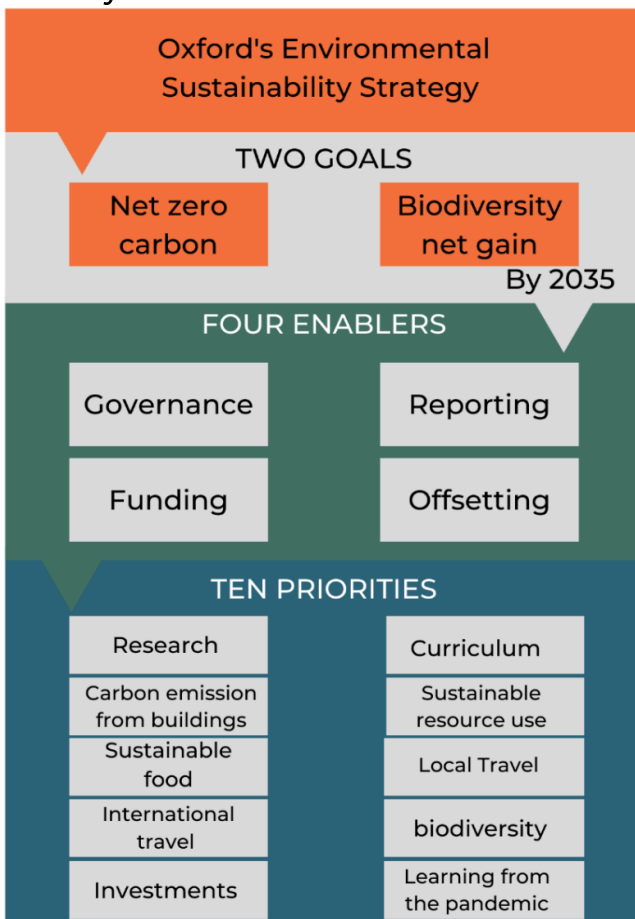 Oxford's Environmental
Sustainability Strategy
TWO GOALS
Net zero
carbon
Biodiversity
net gain
By 2035
FOUR ENABLERS
Governance
Reporting
Funding
Offsetting
TEN PRIORITIES
Research
Curriculum
Carbon emission
from buildings
Sustainable
resource use
Sustainable
food
Local Travel
International
travel
biodiversity
Investments
Learning from
the pandemic